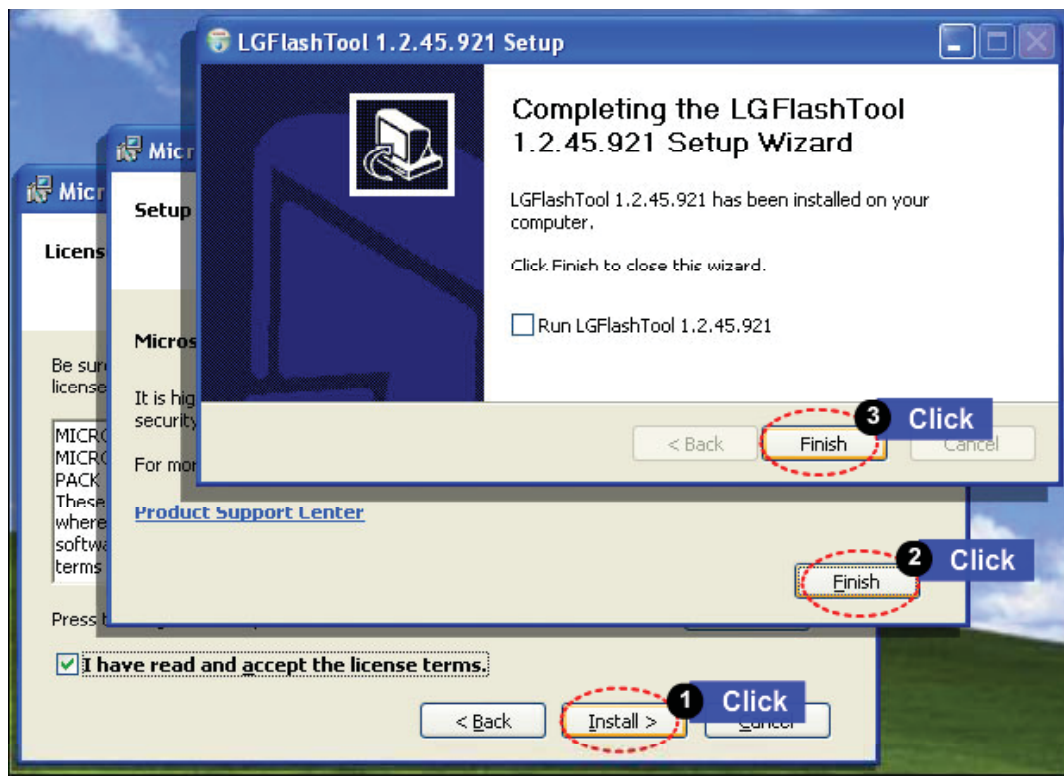 LGFlashTool 1.2.45.921 Setup
Completing the LGFlashTool
1.2.45.921 Setup Wizard
LGFlashTool 1.2.45.921 has been installed on your
computer.
Click Finish to close this wizard.
Run LGFlashTool 1.2.45.921
< Back
Finish
Cancel
3 Click
Micr
Setup
Micros
It is hig
security
For mor
Product Support Center
Finish
2 Click
Micr
Licens
Be sure
license
MICRO
MICRO
PACK
These
where
softwa
terms
Press t
I have read and accept the license terms.
< Back
Install >
Cancel
1 Click